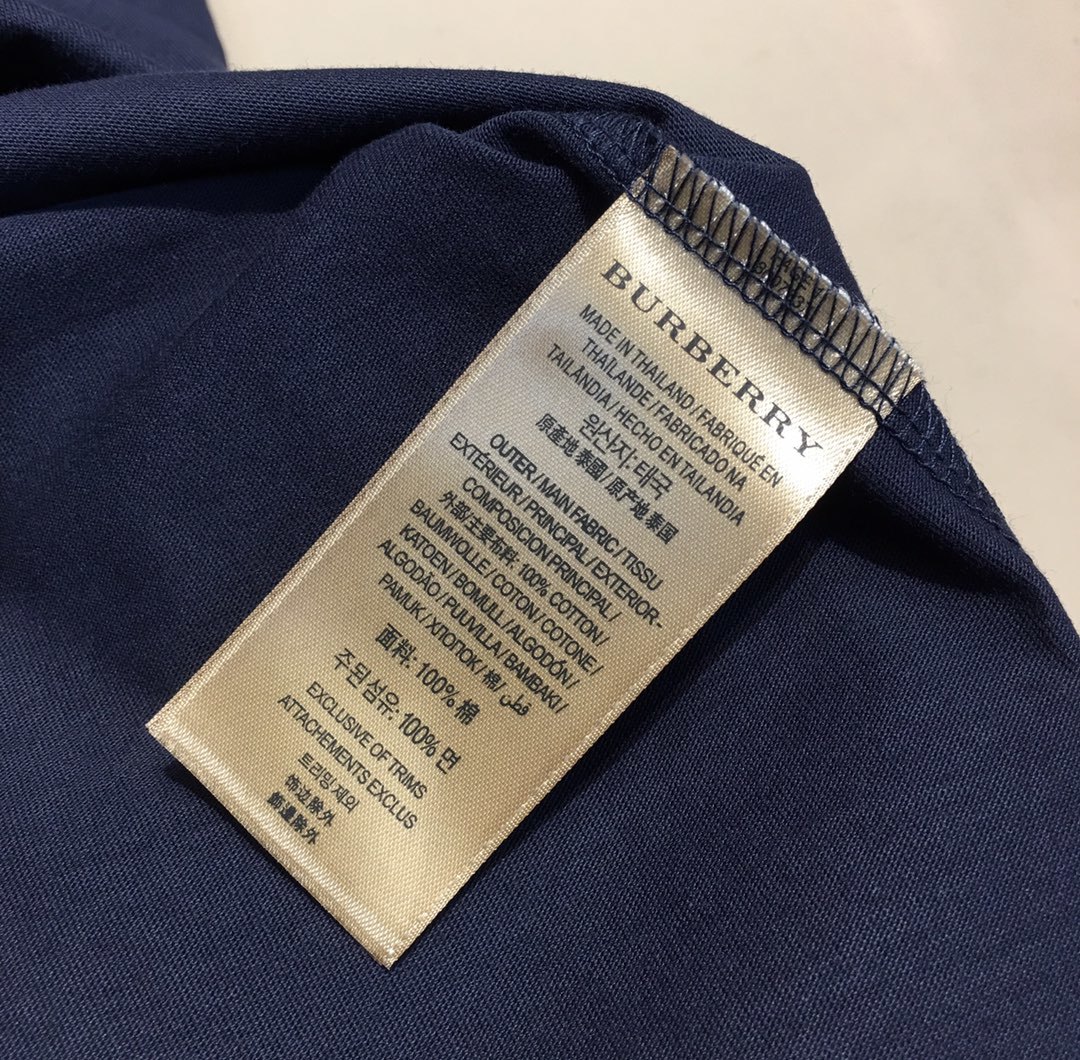 BURBERRY
MADE IN THAILAND / FABRIQUÉ EN
THAÏLANDE / FABRICADO NA
TAILÂNDIA / HECHO EN TAILANDIA
원산지: 태국
原產地 泰國 / 原产地 泰国
OUTER / MAIN FABRIC / TISSU
EXTÉRIEUR / PRINCIPAL / EXTERIOR-
COMPOSICION PRINCIPAL /
外部/主要布料: 100% COTTON /
BAUMWOLLE / COTON / COTONE /
KATOEN / BOMULL / ALGODÓN /
ALGODÃO / PUUVILLA / BAMBAKI /
PAMUK / ХЛОПОК / 棉 / قطن
面料: 100% 棉
주된섬유: 100% 면
EXCLUSIVE OF TRIMS
ATTACHEMENTS EXCLUS
트리밍 제외
饰边除外
飾邊除外